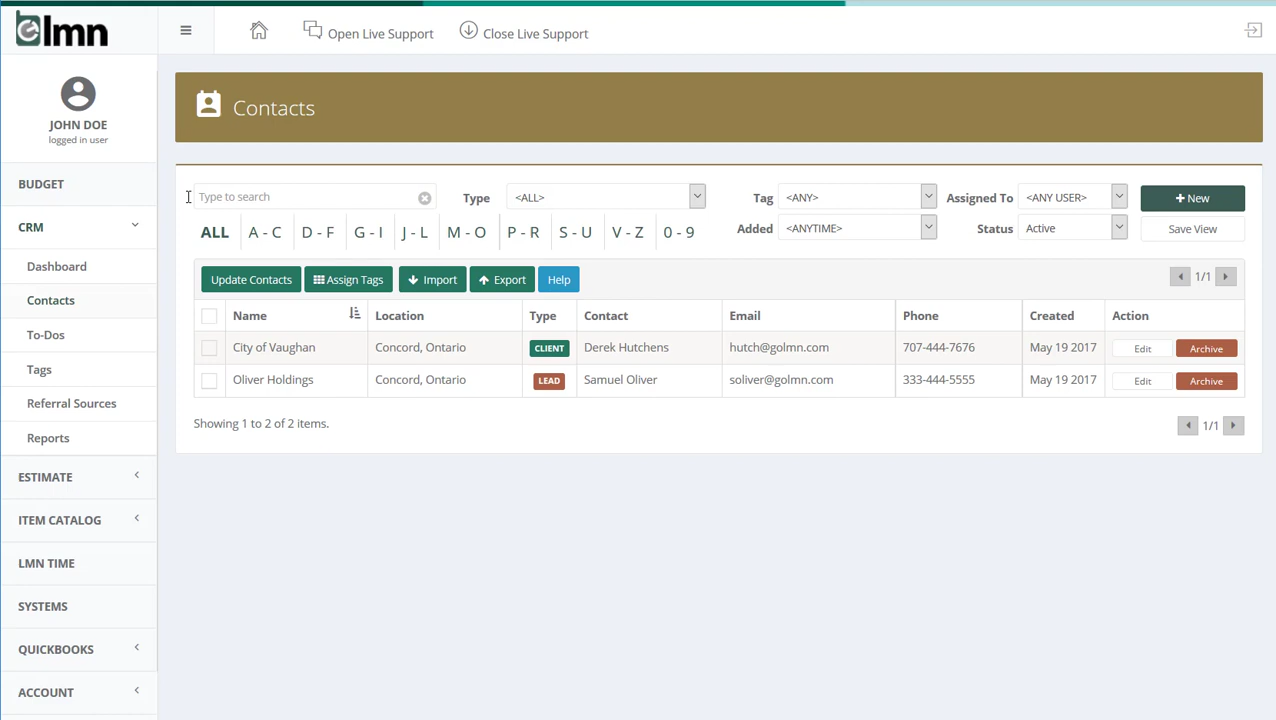 lmn
Open Live Support
Close Live Support
JOHN DOE
logged in user
BUDGET
CRM
Dashboard
Contacts
To-Dos
Tags
Referral Sources
Reports
ESTIMATE
ITEM CATALOG
LMN TIME
SYSTEMS
QUICKBOOKS
ACCOUNT
Contacts
Type to search Type <ALL> Tag <ANY> Assigned To <ANY USER> + New
ALL A - C D - F G - I J - L M - O P - R S - U V - Z 0 - 9 Added <ANYTIME> Status Active Save View
Update Contacts Assign Tags Import Export Help 1/1
Name Location Type Contact Email Phone Created Action
City of Vaughan Concord, Ontario CLIENT Derek Hutchens hutch@golmn.com 707-444-7676 May 19 2017 Edit Archive
Oliver Holdings Concord, Ontario LEAD Samuel Oliver soliver@golmn.com 333-444-5555 May 19 2017 Edit Archive
Showing 1 to 2 of 2 items. 1/1